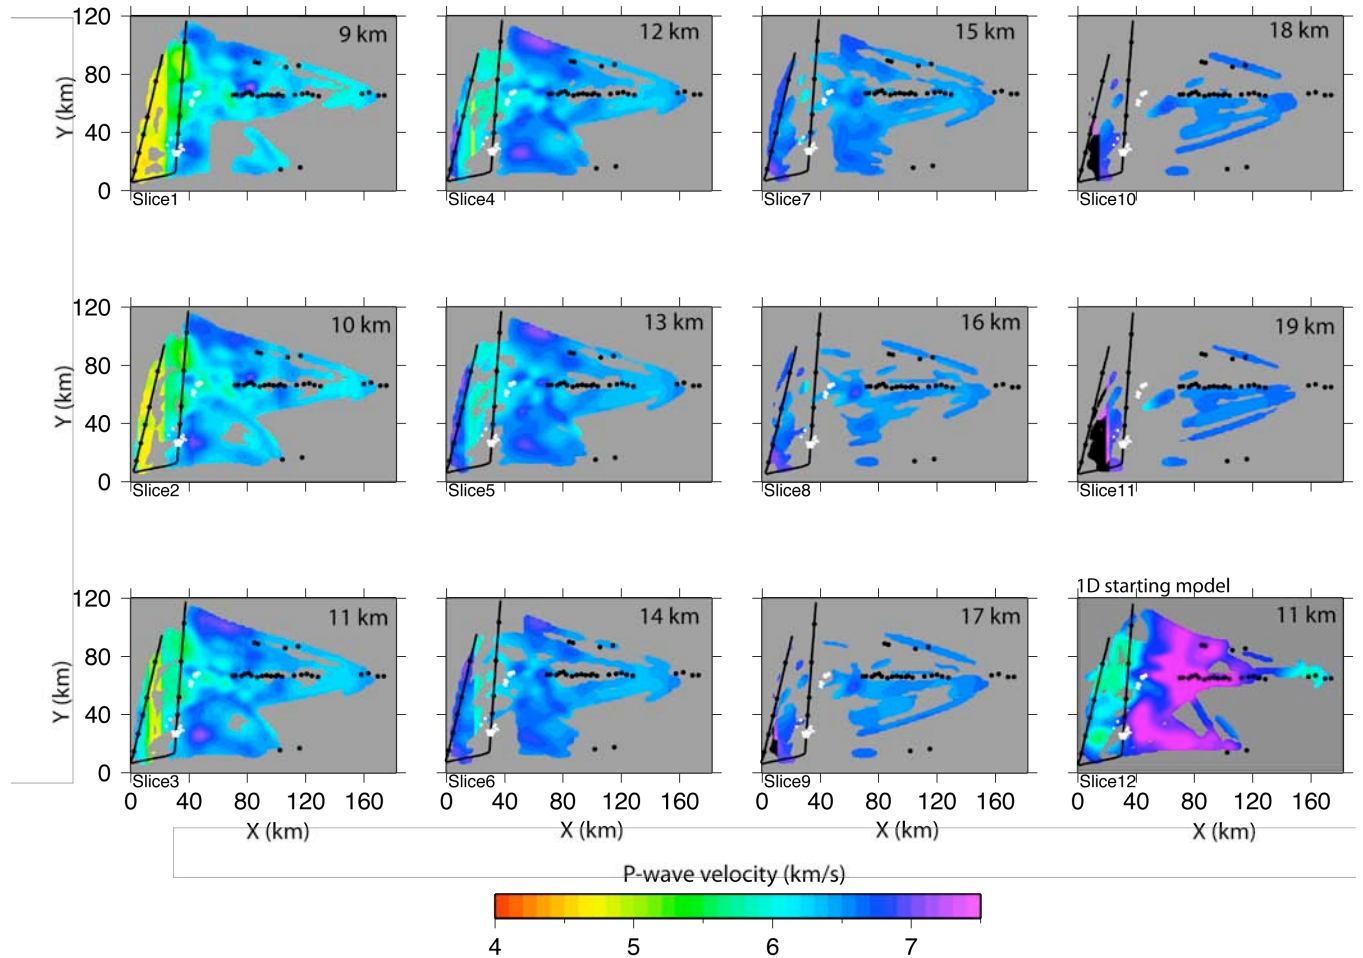 120
80
40
0
Y (km)
9 km
Slice1
12 km
Slice4
15 km
Slice7
18 km
Slice10
120
80
40
0
Y (km)
10 km
Slice2
13 km
Slice5
16 km
Slice8
19 km
Slice11
1D starting model
120
80
40
0
Y (km)
11 km
Slice3
14 km
Slice6
17 km
Slice9
11 km
Slice12
0 40 80 120 160
0 40 80 120 160
0 40 80 120 160
0 40 80 120 160
X (km)
X (km)
X (km)
X (km)
P-wave velocity (km/s)
4 5 6 7